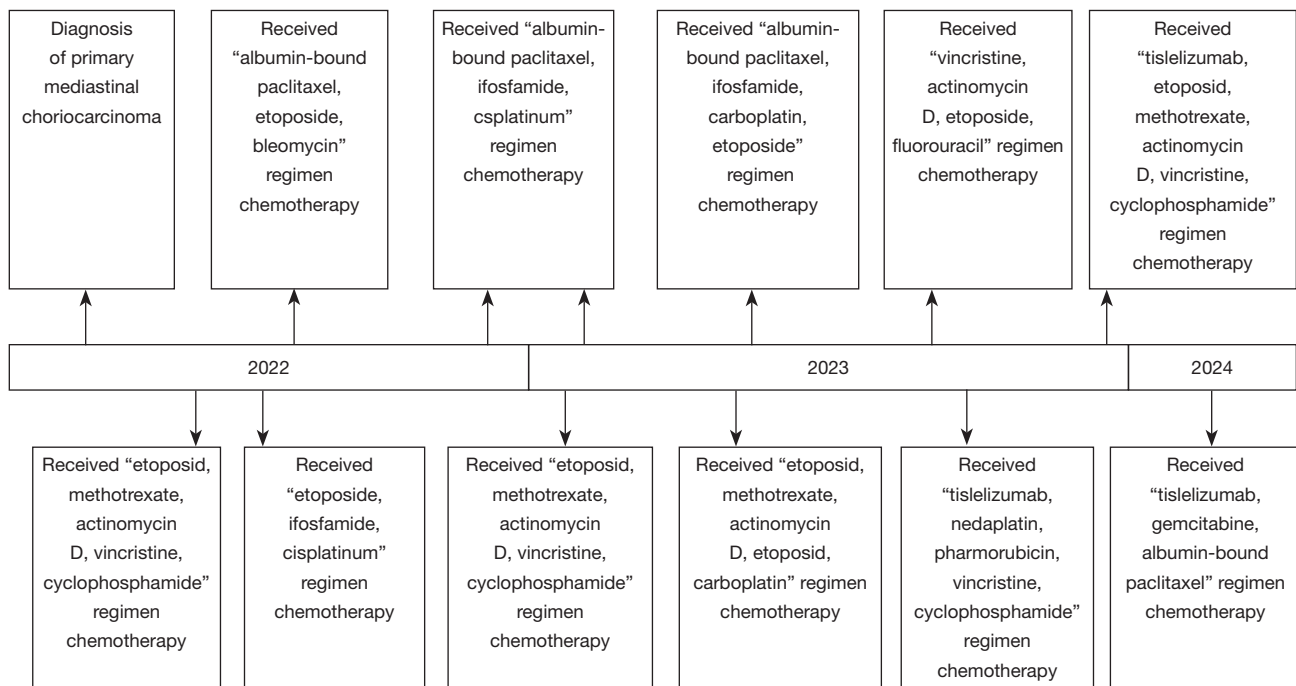 Diagnosis
of primary
mediastinal
choriocarcinoma
Received
“albumin-bound
paclitaxel,
etoposide,
bleomycin”
regimen
chemotherapy
Received “albumin-
bound paclitaxel,
ifosfamide,
csplatinum”
regimen
chemotherapy
Received “albumin-
bound paclitaxel,
ifosfamide,
carboplatin,
etoposide”
regimen
chemotherapy
Received
“vincristine,
actinomycin
D, etoposide,
fluorouracil” regimen
chemotherapy
Received
“tislelizumab,
etoposid,
methotrexate,
actinomycin
D, vincristine,
cyclophosphamide”
regimen
chemotherapy
2022
2023
2024
Received “etoposid,
methotrexate,
actinomycin
D, vincristine,
cyclophosphamide”
regimen
chemotherapy
Received
“etoposide,
ifosfamide,
cisplatinum”
regimen
chemotherapy
Received “etoposid,
methotrexate,
actinomycin
D, vincristine,
cyclophosphamide”
regimen
chemotherapy
Received “etoposid,
methotrexate,
actinomycin
D, etoposid,
carboplatin” regimen
chemotherapy
Received
“tislelizumab,
nedaplatin,
pharmorubicin,
vincristine,
cyclophosphamide”
regimen
chemotherapy
Received
“tislelizumab,
gemcitabine,
albumin-bound
paclitaxel” regimen
chemotherapy